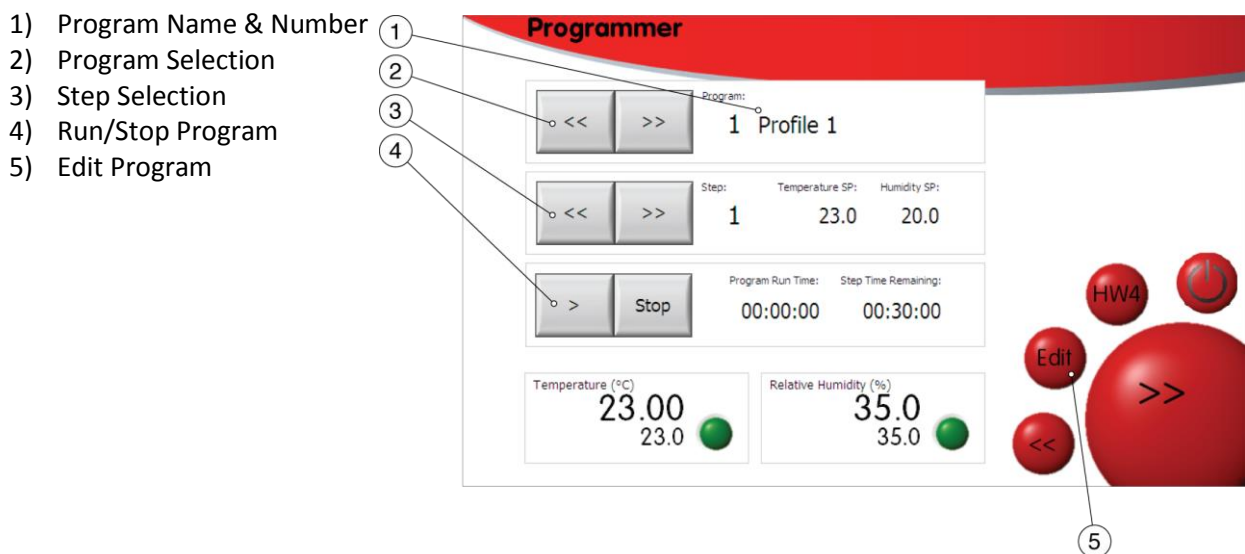 1) Program Name & Number
2) Program Selection
3) Step Selection
4) Run/Stop Program
5) Edit Program
1
2
3
4
Programmer
<< >> Program: 1 Profile 1
<< >> Step: 1 Temperature SP: 23.0 Humidity SP: 20.0
> Stop Program Run Time: 00:00:00 Step Time Remaining: 00:30:00
HW4
Edit
>>
<<
Temperature (°C)
23.00
23.0
Relative Humidity (%)
35.0
35.0
5